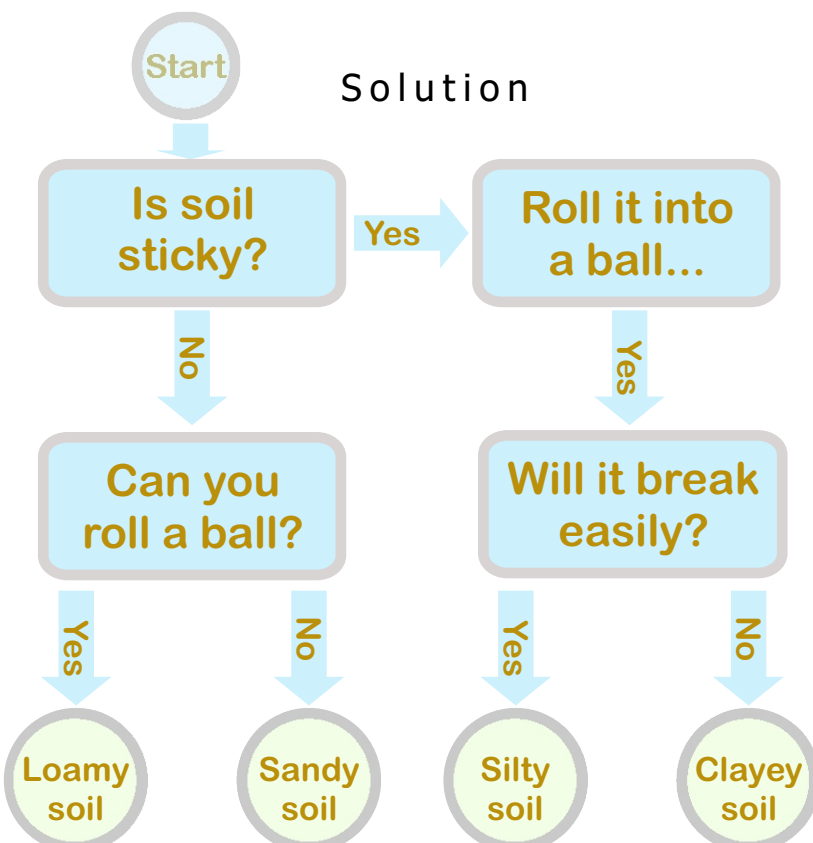 Start
Solution
Is soil
sticky?
Yes
Roll it into
a ball...
No
Yes
Can you
roll a ball?
Will it break
easily?
Yes
No
Yes
No
Loamy
soil
Sandy
soil
Silty
soil
Clayey
soil